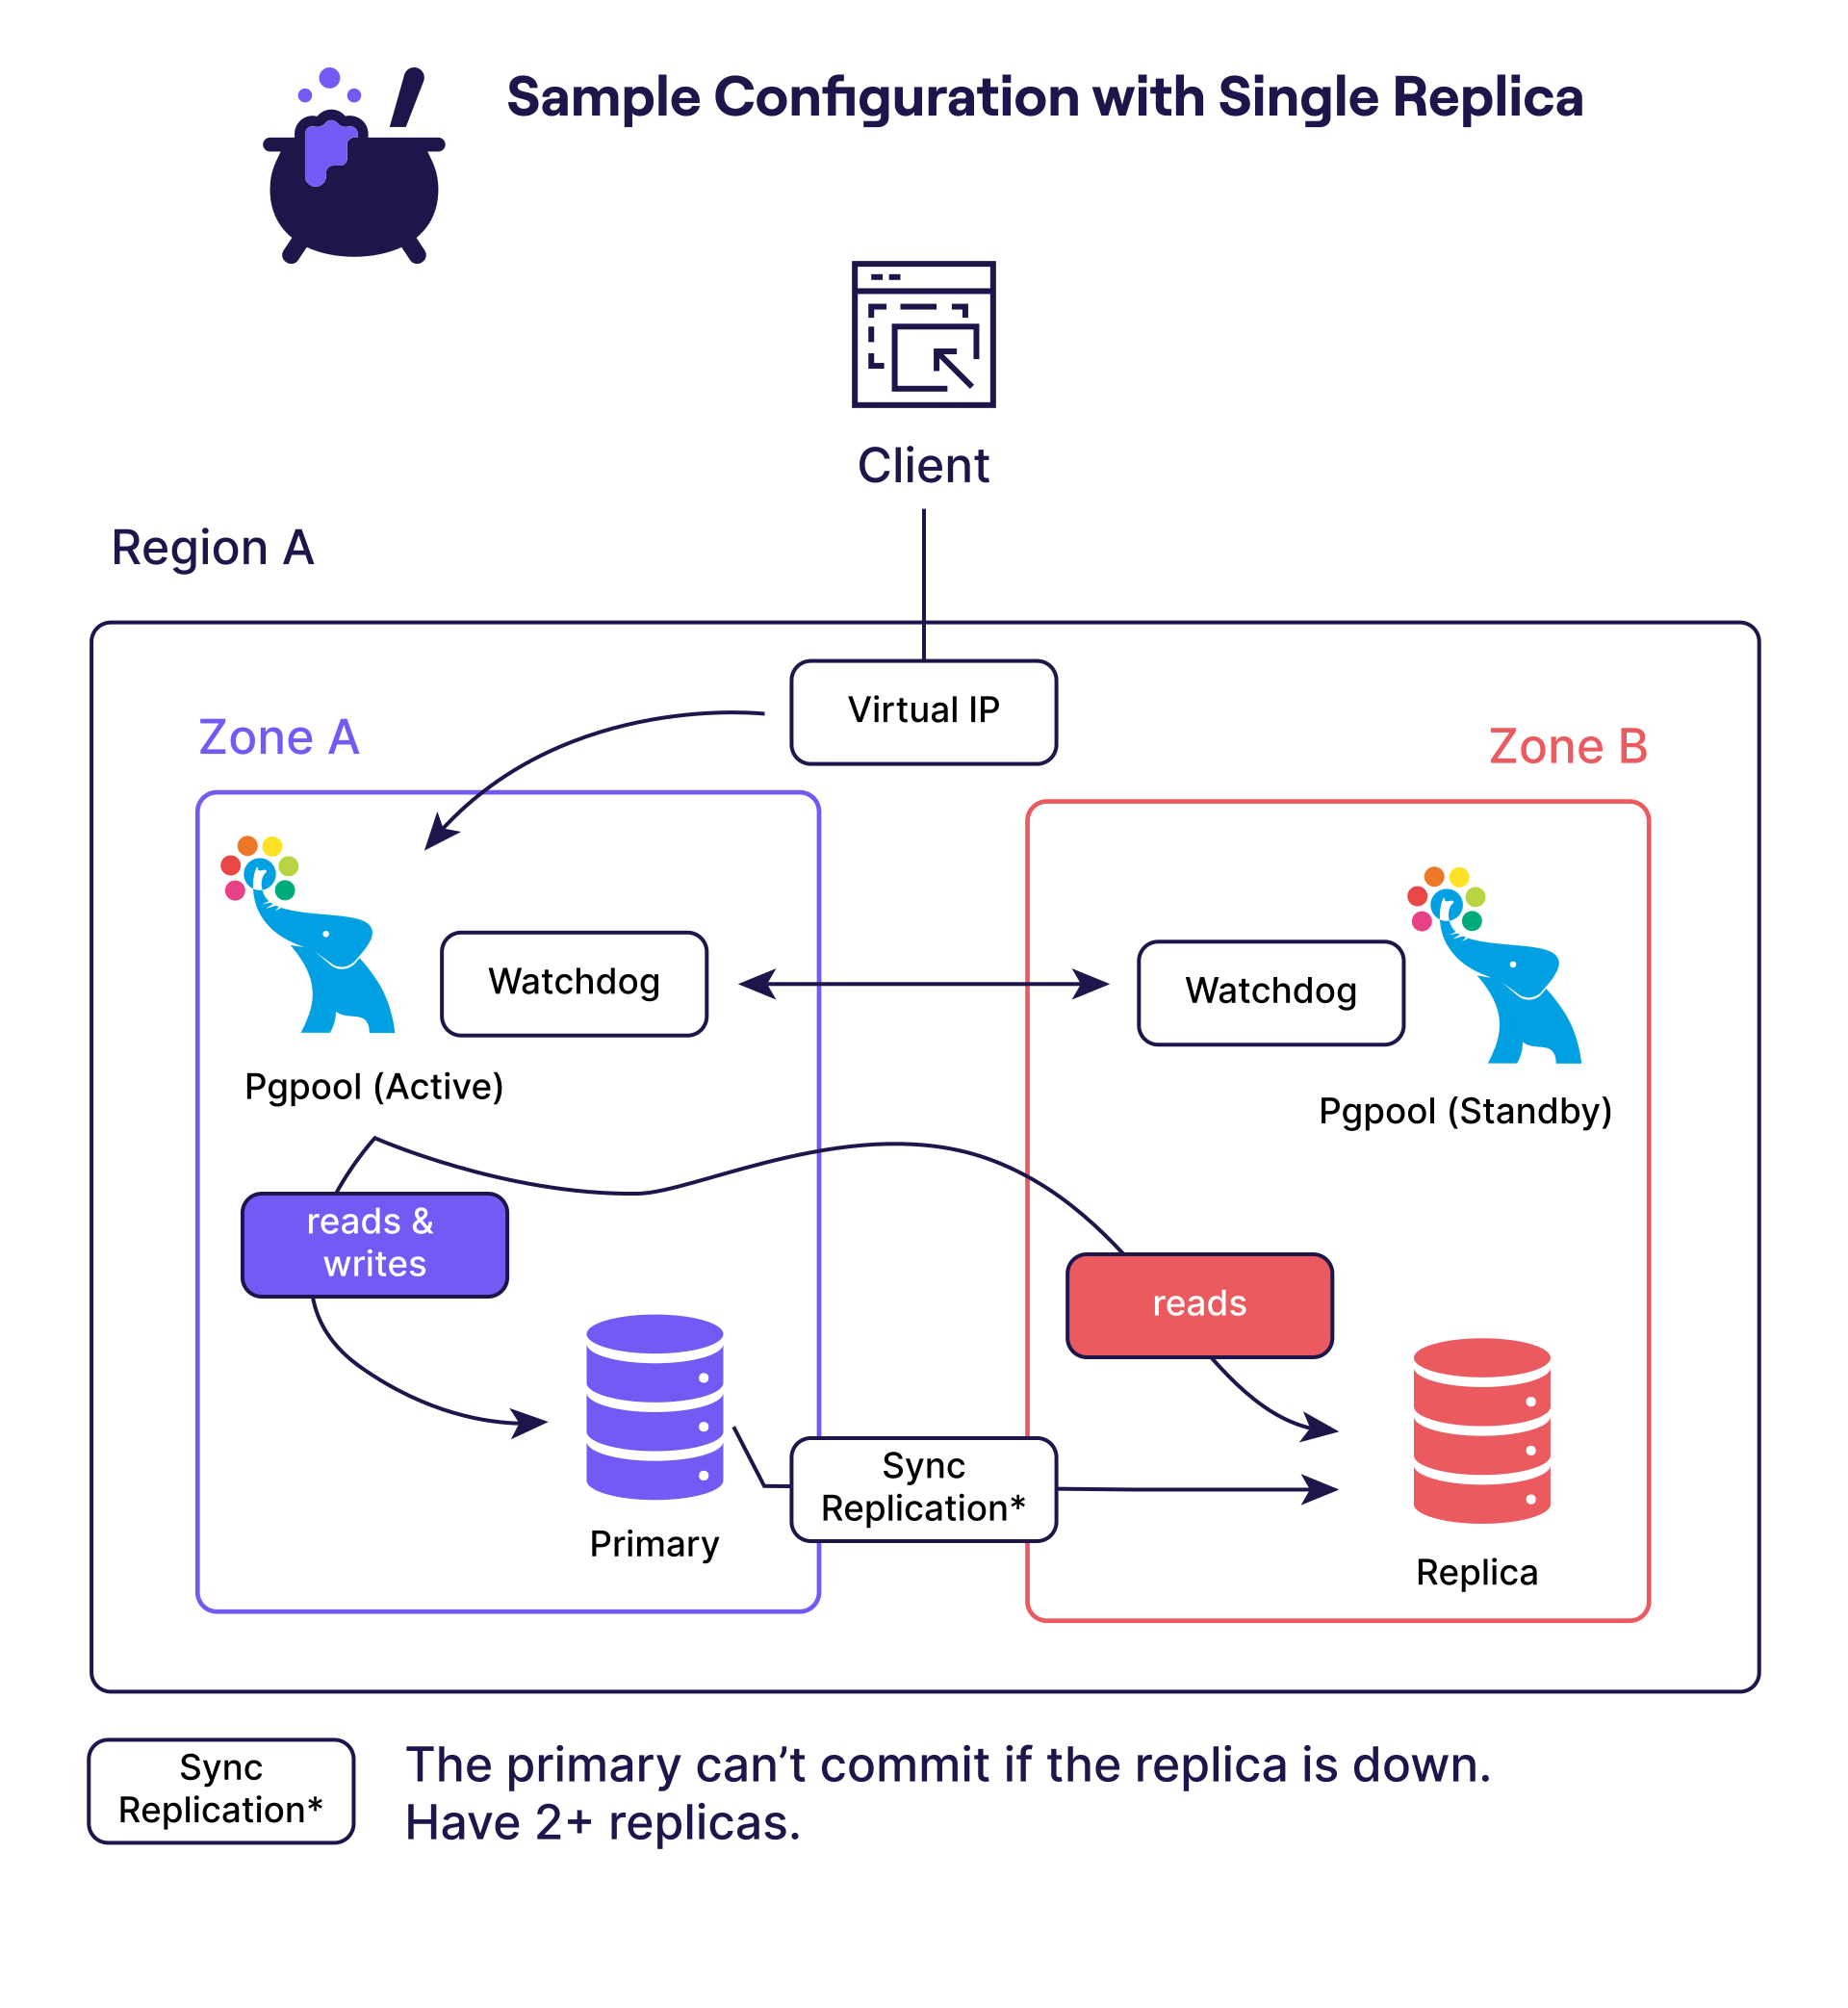 Sample Configuration with Single Replica
Client
Region A
Virtual IP
Zone A
Zone B
Watchdog
Watchdog
Pgpool (Active)
Pgpool (Standby)
reads &
writes
reads
Sync
Replication*
Primary
Replica
Sync
Replication*
The primary can’t commit if the replica is down.
Have 2+ replicas.